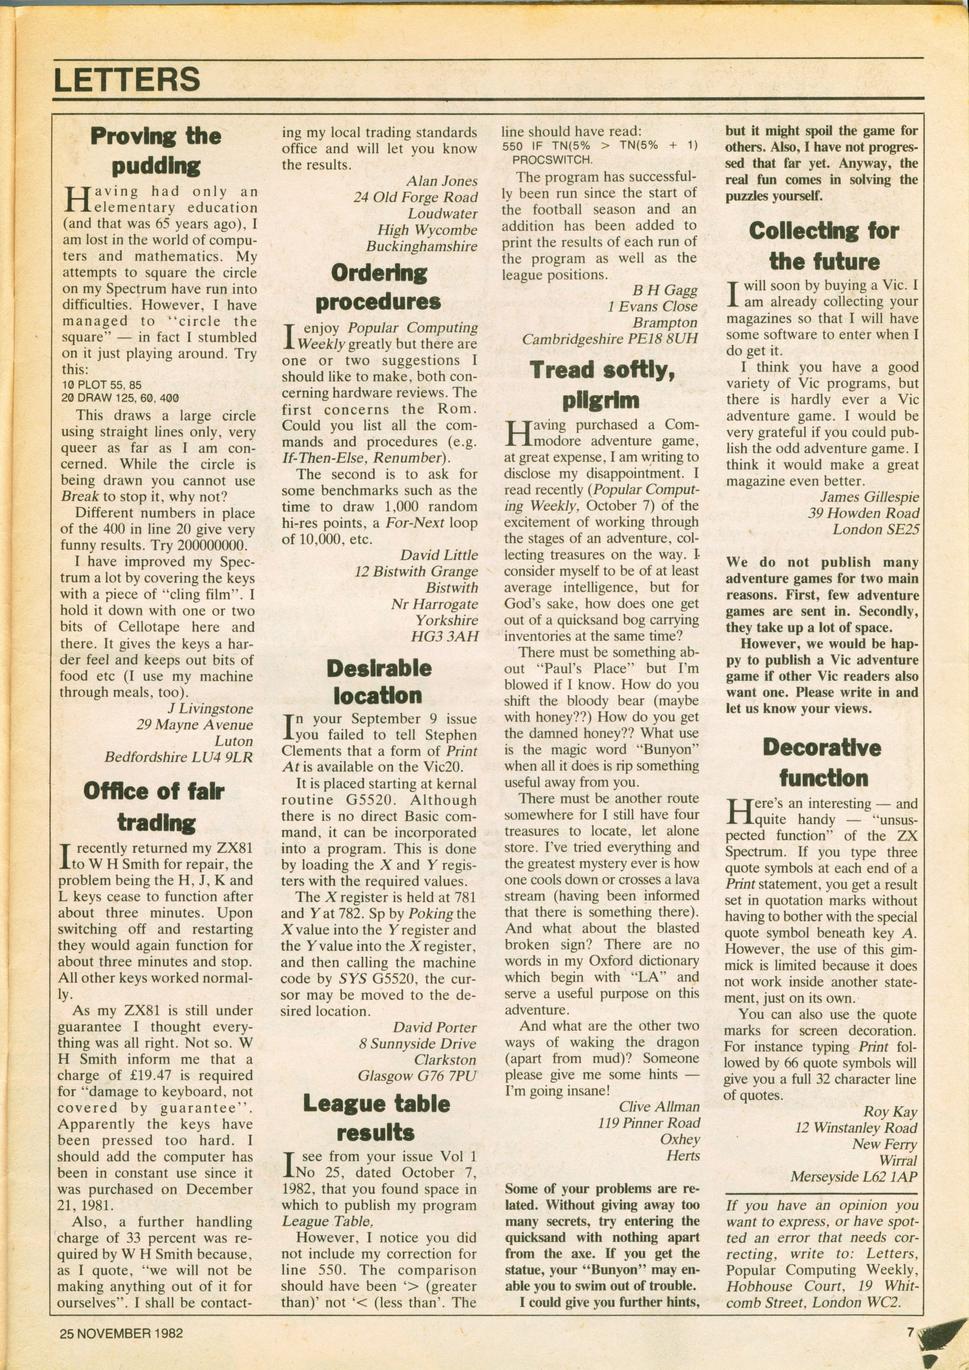 LETTERS
Proving the
pudding
Having had only an
elementary education
(and that was 65 years ago), I
am lost in the world of compu-
ters and mathematics. My
attempts to square the circle
on my Spectrum have run into
difficulties. However, I have
managed to "circle the
square" — in fact I stumbled
on it just playing around. Try
this:
10 PLOT 55, 85
20 DRAW 125, 60, 400
This draws a large circle
using straight lines only, very
queer as far as I am con-
cerned. While the circle is
being drawn you cannot use
Break to stop it, why not?
Different numbers in place
of the 400 in line 20 give very
funny results. Try 200000000.
I have improved my Spec-
trum a lot by covering the keys
with a piece of "cling film". I
hold it down with one or two
bits of Cellotape here and
there. It gives the keys a har-
der feel and keeps out bits of
food etc (I use my machine
through meals, too).
J Livingstone
29 Mayne Avenue
Luton
Bedfordshire LU4 9LR
Office of fair
trading
I recently returned my ZX81
to W H Smith for repair, the
problem being the H, J, K and
L keys cease to function after
about three minutes. Upon
switching off and restarting
they would again function for
about three minutes and stop.
All other keys worked normal-
ly.
As my ZX81 is still under
guarantee I thought every-
thing was all right. Not so. W
H Smith inform me that a
charge of £19.47 is required
for "damage to keyboard, not
covered by guarantee".
Apparently the keys have
been pressed too hard. I
should add the computer has
been in constant use since it
was purchased on December
21, 1981.
Also, a further handling
charge of 33 percent was re-
quired by W H Smith because,
as I quote, "we will not be
making anything out of it for
ourselves". I shall be contact-
ing my local trading standards
office and will let you know
the results.
Alan Jones
24 Old Forge Road
Loudwater
High Wycombe
Buckinghamshire
Ordering
procedures
I enjoy Popular Computing
Weekly greatly but there are
one or two suggestions I
should like to make, both con-
cerning hardware reviews. The
first concerns the Rom.
Could you list all the com-
mands and procedures (e.g.
If-Then-Else, Renumber).
The second is to ask for
some benchmarks such as the
time to draw 1,000 random
hi-res points, a For-Next loop
of 10,000, etc.
David Little
12 Bistwith Grange
Bistwith
Nr Harrogate
Yorkshire
HG3 3AH
Desirable
location
In your September 9 issue
you failed to tell Stephen
Clements that a form of Print
At is available on the Vic20.
It is placed starting at kernal
routine G5520. Although
there is no direct Basic com-
mand, it can be incorporated
into a program. This is done
by loading the X and Y regis-
ters with the required values.
The X register is held at 781
and Y at 782. Sp by Poking the
X value into the Y register and
the Y value into the X register,
and then calling the machine
code by SYS G5520, the cur-
sor may be moved to the de-
sired location.
David Porter
8 Sunnyside Drive
Clarkston
Glasgow G76 7PU
League table
results
I see from your issue Vol 1
No 25, dated October 7,
1982, that you found space in
which to publish my program
League Table.
However, I notice you did
not include my correction for
line 550. The comparison
should have been '> (greater
than)' not '< (less than'. The
line should have read:
550 IF TN(5% > TN(5% + 1)
PROCSWITCH.
The program has successful-
ly been run since the start of
the football season and an
addition has been added to
print the results of each run of
the program as well as the
league positions.
B H Gagg
1 Evans Close
Brampton
Cambridgeshire PE18 8UH
Tread softly,
pilgrim
Having purchased a Com-
modore adventure game,
at great expense, I am writing to
disclose my disappointment. I
read recently (Popular Comput-
ing Weekly, October 7) of the
excitement of working through
the stages of an adventure, col-
lecting treasures on the way. I
consider myself to be of at least
average intelligence, but for
God's sake, how does one get
out of a quicksand bog carrying
inventories at the same time?
There must be something ab-
out "Paul's Place" but I'm
blowed if I know. How do you
shift the bloody bear (maybe
with honey??) How do you get
the damned honey?? What use
is the magic word "Bunyon"
when all it does is rip something
useful away from you.
There must be another route
somewhere for I still have four
treasures to locate, let alone
store. I've tried everything and
the greatest mystery ever is how
one cools down or crosses a lava
stream (having been informed
that there is something there).
And what about the blasted
broken sign? There are no
words in my Oxford dictionary
which begin with "LA" and
serve a useful purpose on this
adventure.
And what are the other two
ways of waking the dragon
(apart from mud)? Someone
please give me some hints —
I'm going insane!
Clive Allman
119 Pinner Road
Oxhey
Herts
Some of your problems are re-
lated. Without giving away too
many secrets, try entering the
quicksand with nothing apart
from the axe. If you get the
statue, your "Bunyon" may en-
able you to swim out of trouble.
I could give you further hints,
but it might spoil the game for
others. Also, I have not progres-
sed that far yet. Anyway, the
real fun comes in solving the
puzzles yourself.
Collecting for
the future
I will soon by buying a Vic. I
am already collecting your
magazines so that I will have
some software to enter when I
do get it.
I think you have a good
variety of Vic programs, but
there is hardly ever a Vic
adventure game. I would be
very grateful if you could pub-
lish the odd adventure game. I
think it would make a great
magazine even better.
James Gillespie
39 Howden Road
London SE25
We do not publish many
adventure games for two main
reasons. First, few adventure
games are sent in. Secondly,
they take up a lot of space.
However, we would be hap-
py to publish a Vic adventure
game if other Vic readers also
want one. Please write in and
let us know your views.
Decorative
function
Here's an interesting — and
quite handy — "unsus-
pected function" of the ZX
Spectrum. If you type three
quote symbols at each end of a
Print statement, you get a result
set in quotation marks without
having to bother with the special
quote symbol beneath key A.
However, the use of this gim-
mick is limited because it does
not work inside another state-
ment, just on its own.
You can also use the quote
marks for screen decoration.
For instance typing Print fol-
lowed by 66 quote symbols will
give you a full 32 character line
of quotes.
Roy Kay
12 Winstanley Road
New Ferry
Wirral
Merseyside L62 1AP
If you have an opinion you
want to express, or have spot-
ted an error that needs cor-
recting, write to: Letters,
Popular Computing Weekly,
Hobhouse Court, 19 Whit-
comb Street, London WC2.
25 NOVEMBER 1982
7